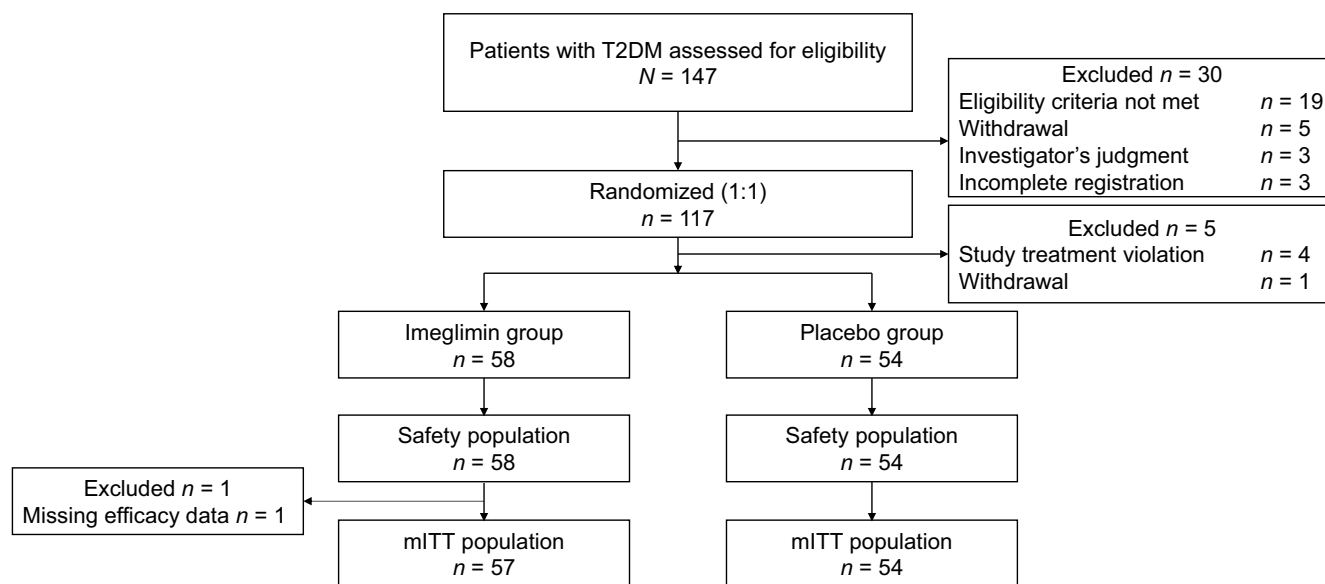 Patients with T2DM assessed for eligibility
N = 147
Excluded n = 30
Eligibility criteria not met n = 19
Withdrawal n = 5
Investigator’s judgment n = 3
Incomplete registration n = 3
Randomized (1:1)
n = 117
Excluded n = 5
Study treatment violation n = 4
Withdrawal n = 1
Imeglimin group
n = 58
Placebo group
n = 54
Safety population
n = 58
Safety population
n = 54
Excluded n = 1
Missing efficacy data n = 1
mITT population
n = 57
mITT population
n = 54